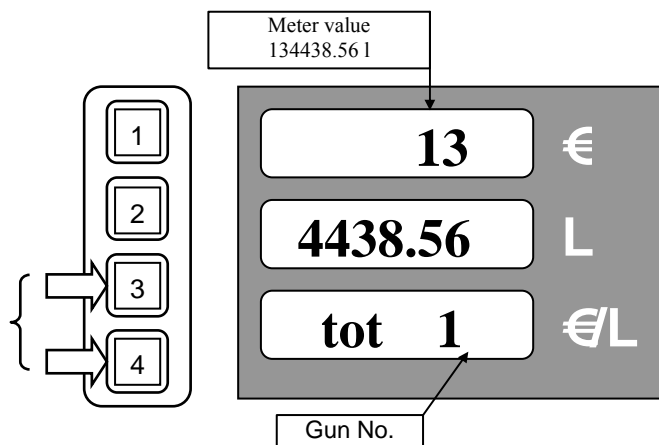 Meter value
134438.56 l
1
2
3
4
13 €
4438.56 L
tot 1 €/L
Gun No.